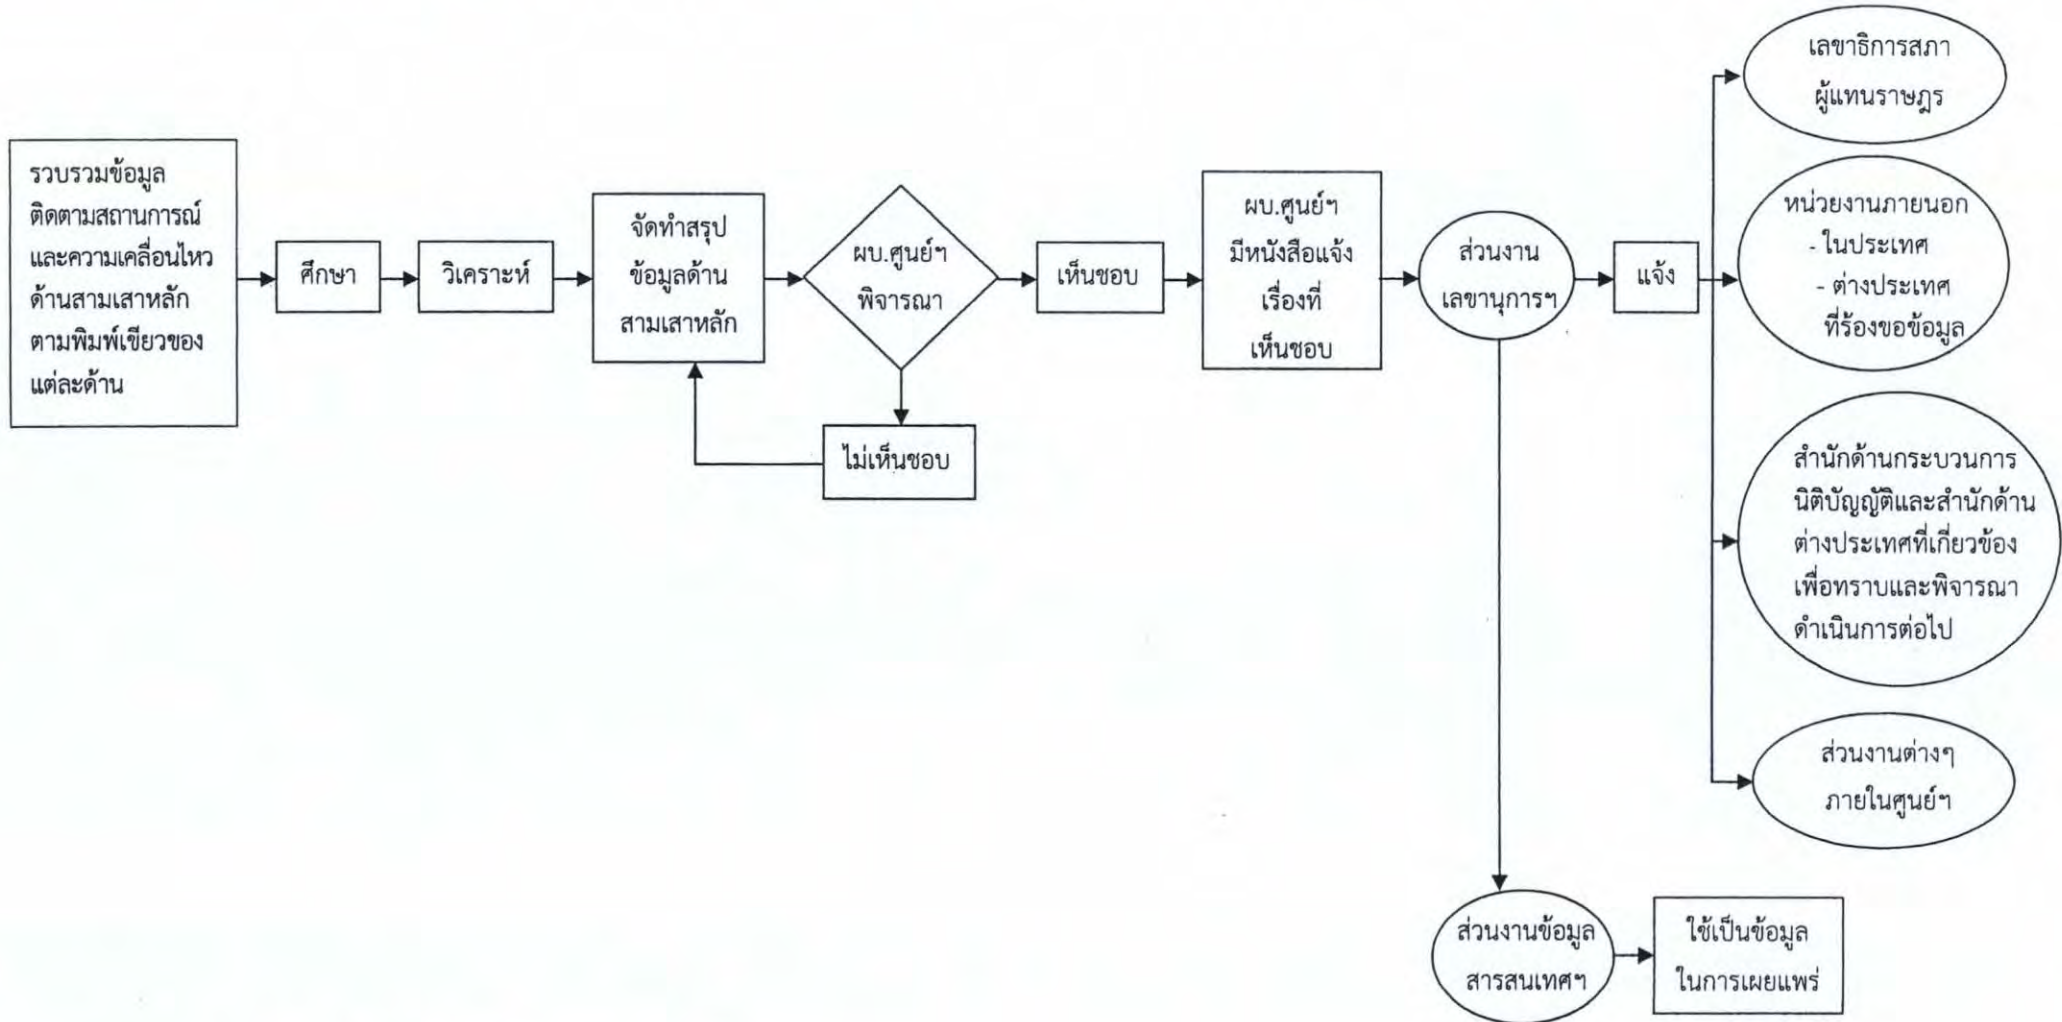 รวบรวมข้อมูล
ติดตามสถานการณ์
และความเคลื่อนไหว
ด้านสามเสาหลัก
ตามพิมพ์เขียวของ
แต่ละด้าน
ศึกษา
วิเคราะห์
จัดทำสรุป
ข้อมูลด้าน
สามเสาหลัก
ผบ.ศูนย์ฯ
พิจารณา
ไม่เห็นชอบ
เห็นชอบ
ผบ.ศูนย์ฯ
มีหนังสือแจ้ง
เรื่องที่
เห็นชอบ
ส่วนงาน
เลขานุการฯ
แจ้ง
เลขาธิการสภา
ผู้แทนราษฎร
หน่วยงานภายนอก
- ในประเทศ
- ต่างประเทศ
ที่ร้องขอข้อมูล
สำนักด้านกระบวนการ
นิติบัญญัติและสำนักด้าน
ต่างประเทศที่เกี่ยวข้อง
เพื่อทราบและพิจารณา
ดำเนินการต่อไป
ส่วนงานต่างๆ
ภายในศูนย์ฯ
ส่วนงานข้อมูล
สารสนเทศฯ
ใช้เป็นข้อมูล
ในการเผยแพร่